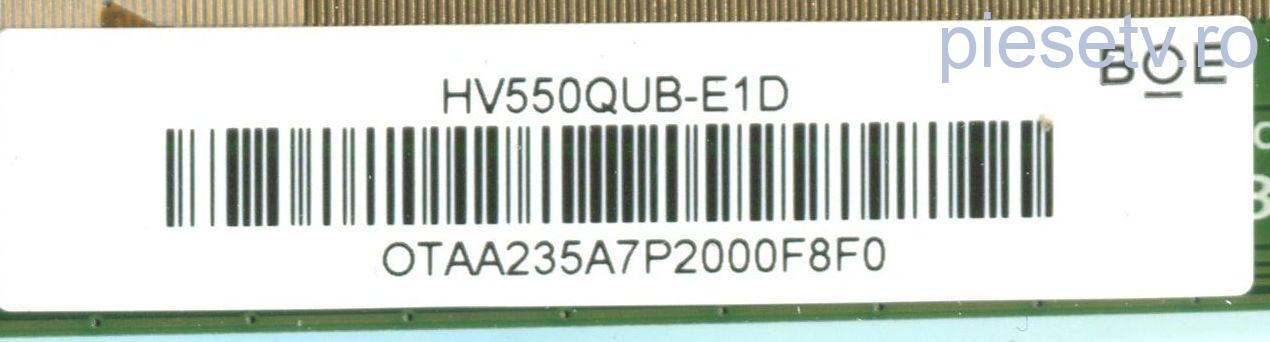 piesetv.ro
BOE
HV550QUB-E1D
OTAA235A7P2000F8F0